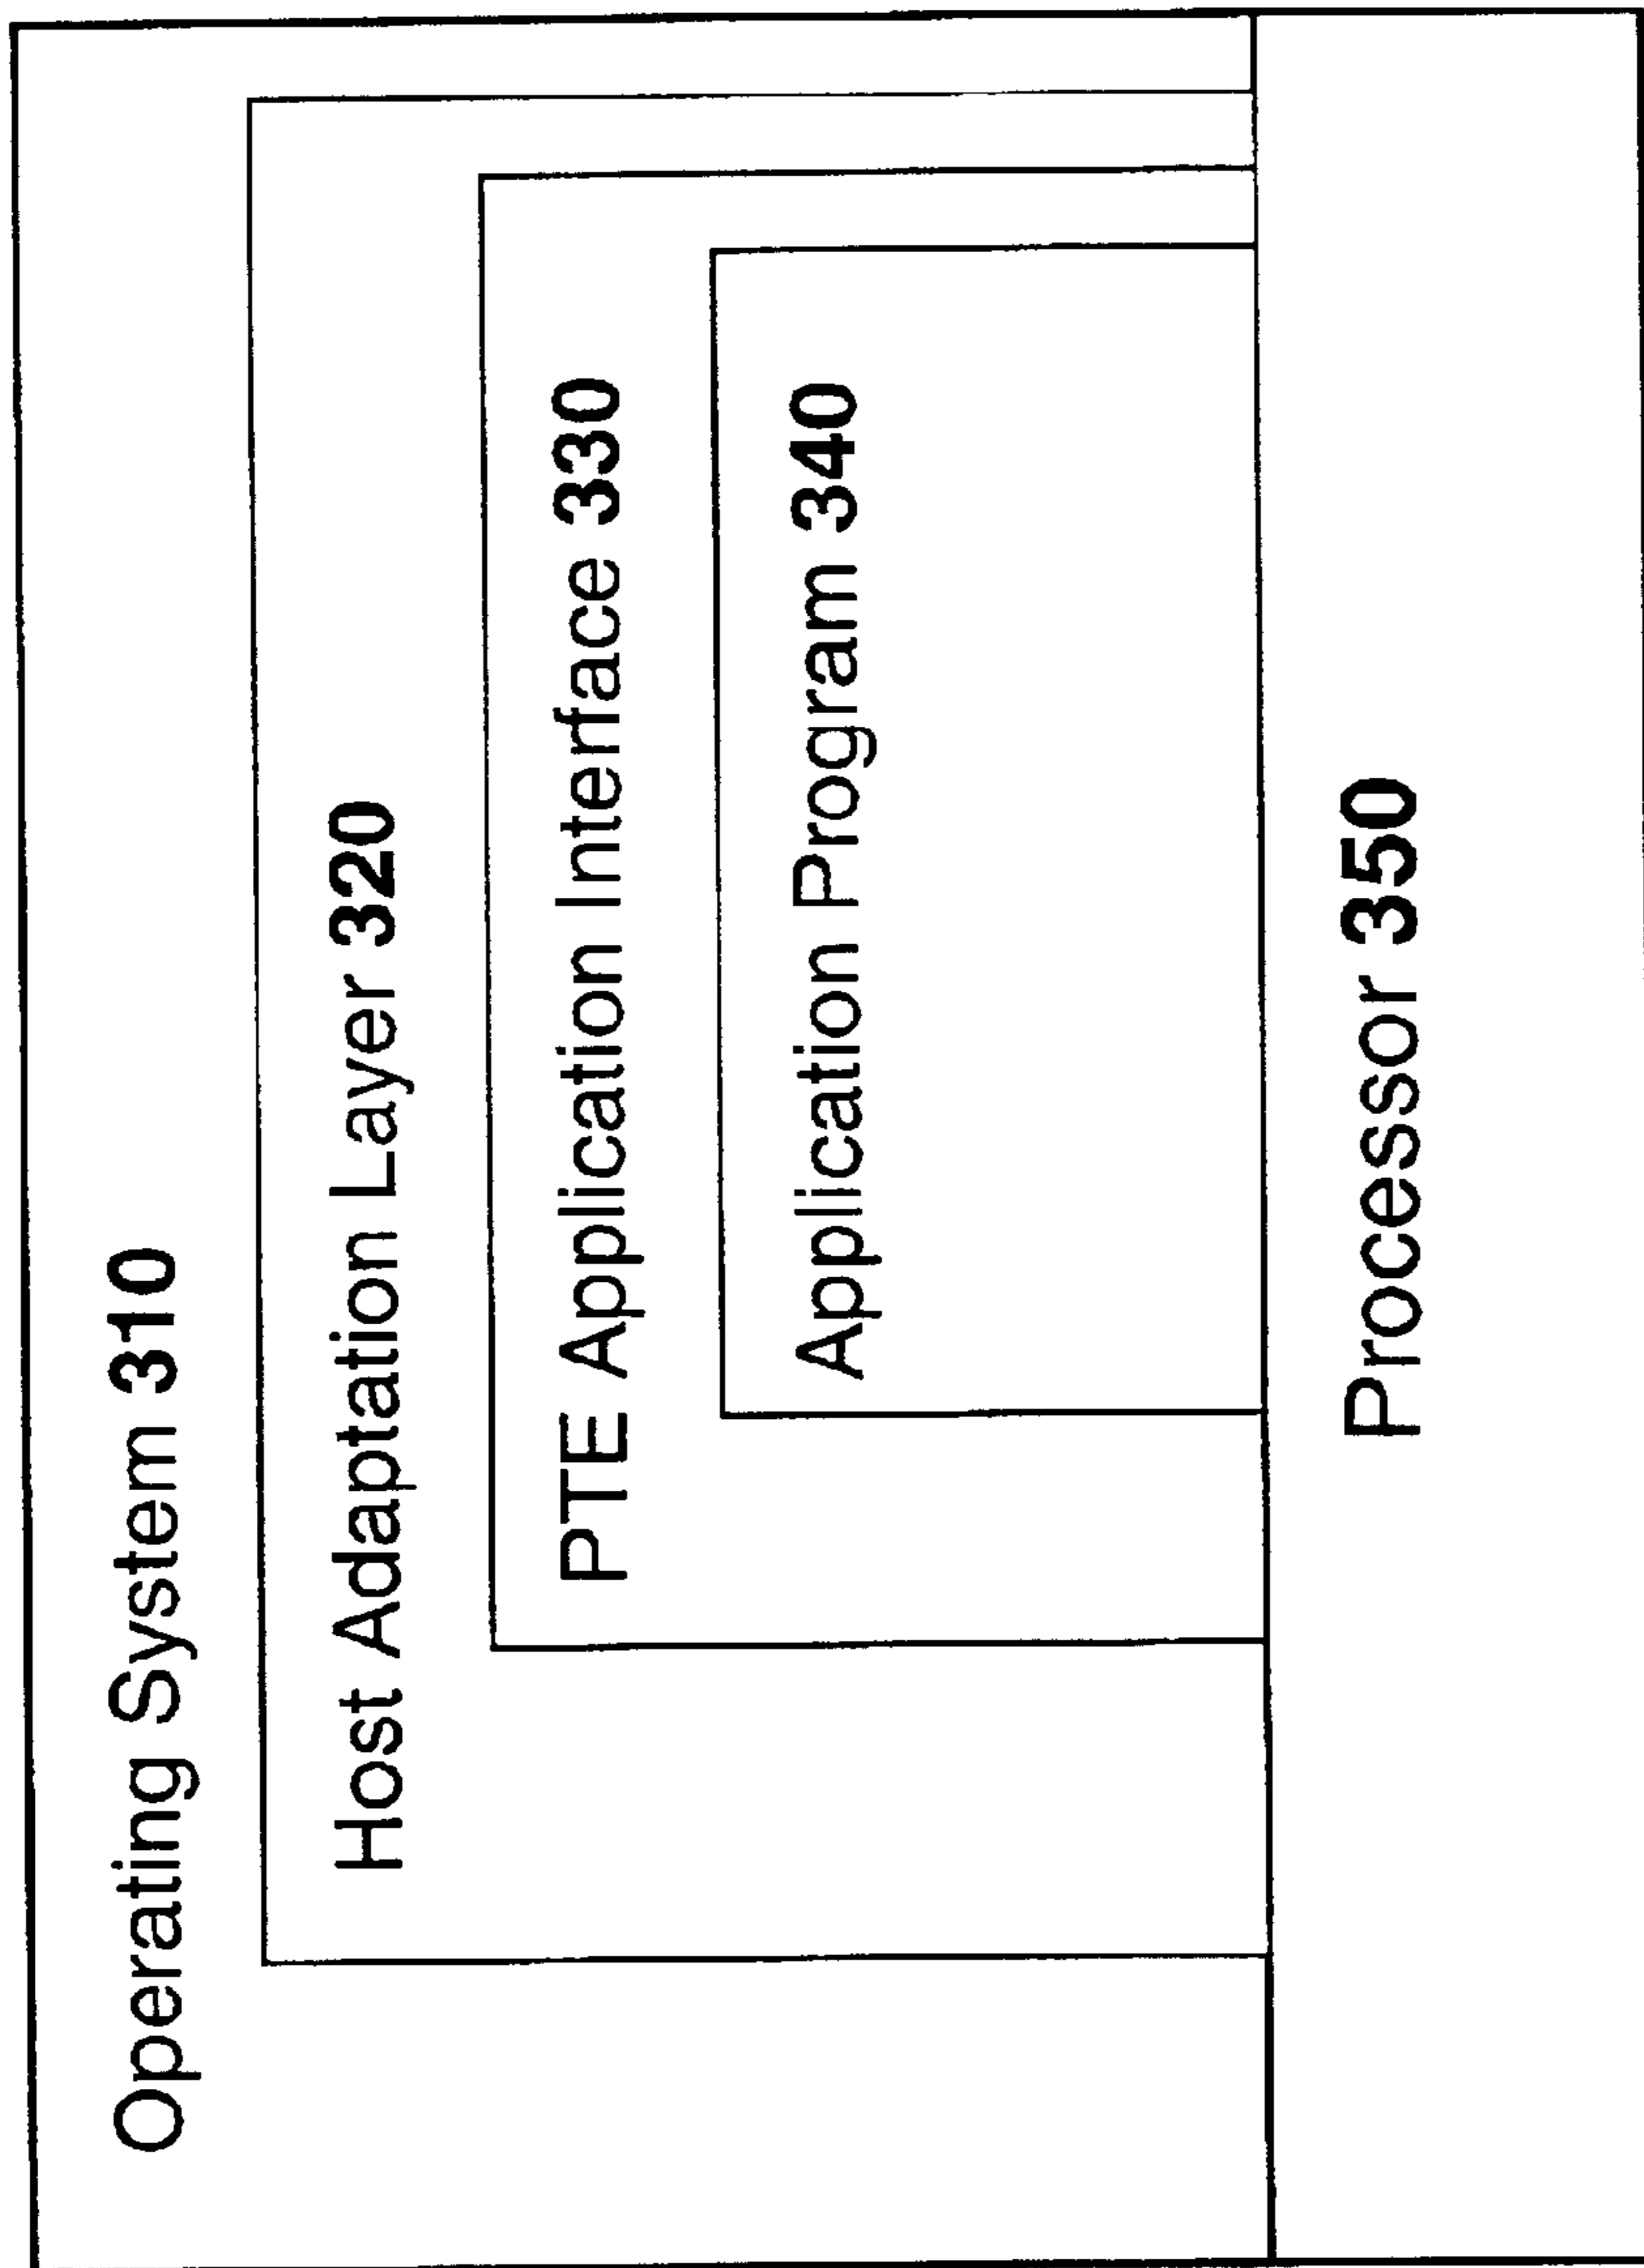 Operating System 310
Host Adaptation Layer 320
PTE Application Interface 330
Application Program 340
Processor 350